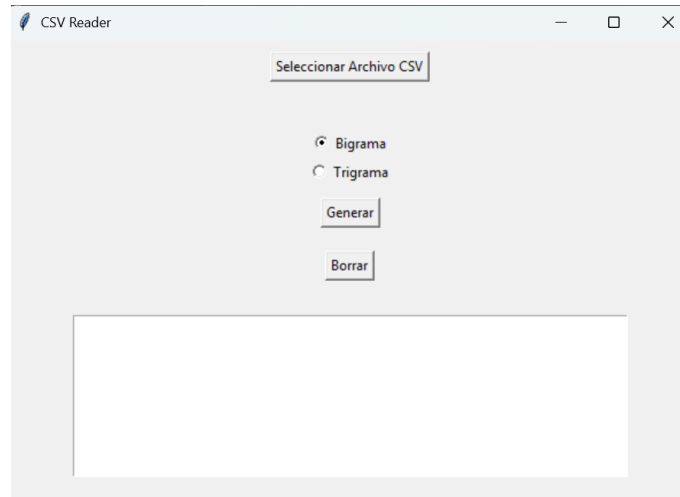 CSV Reader
Seleccionar Archivo CSV
Bigrama
Trigrama
Generar
Borrar